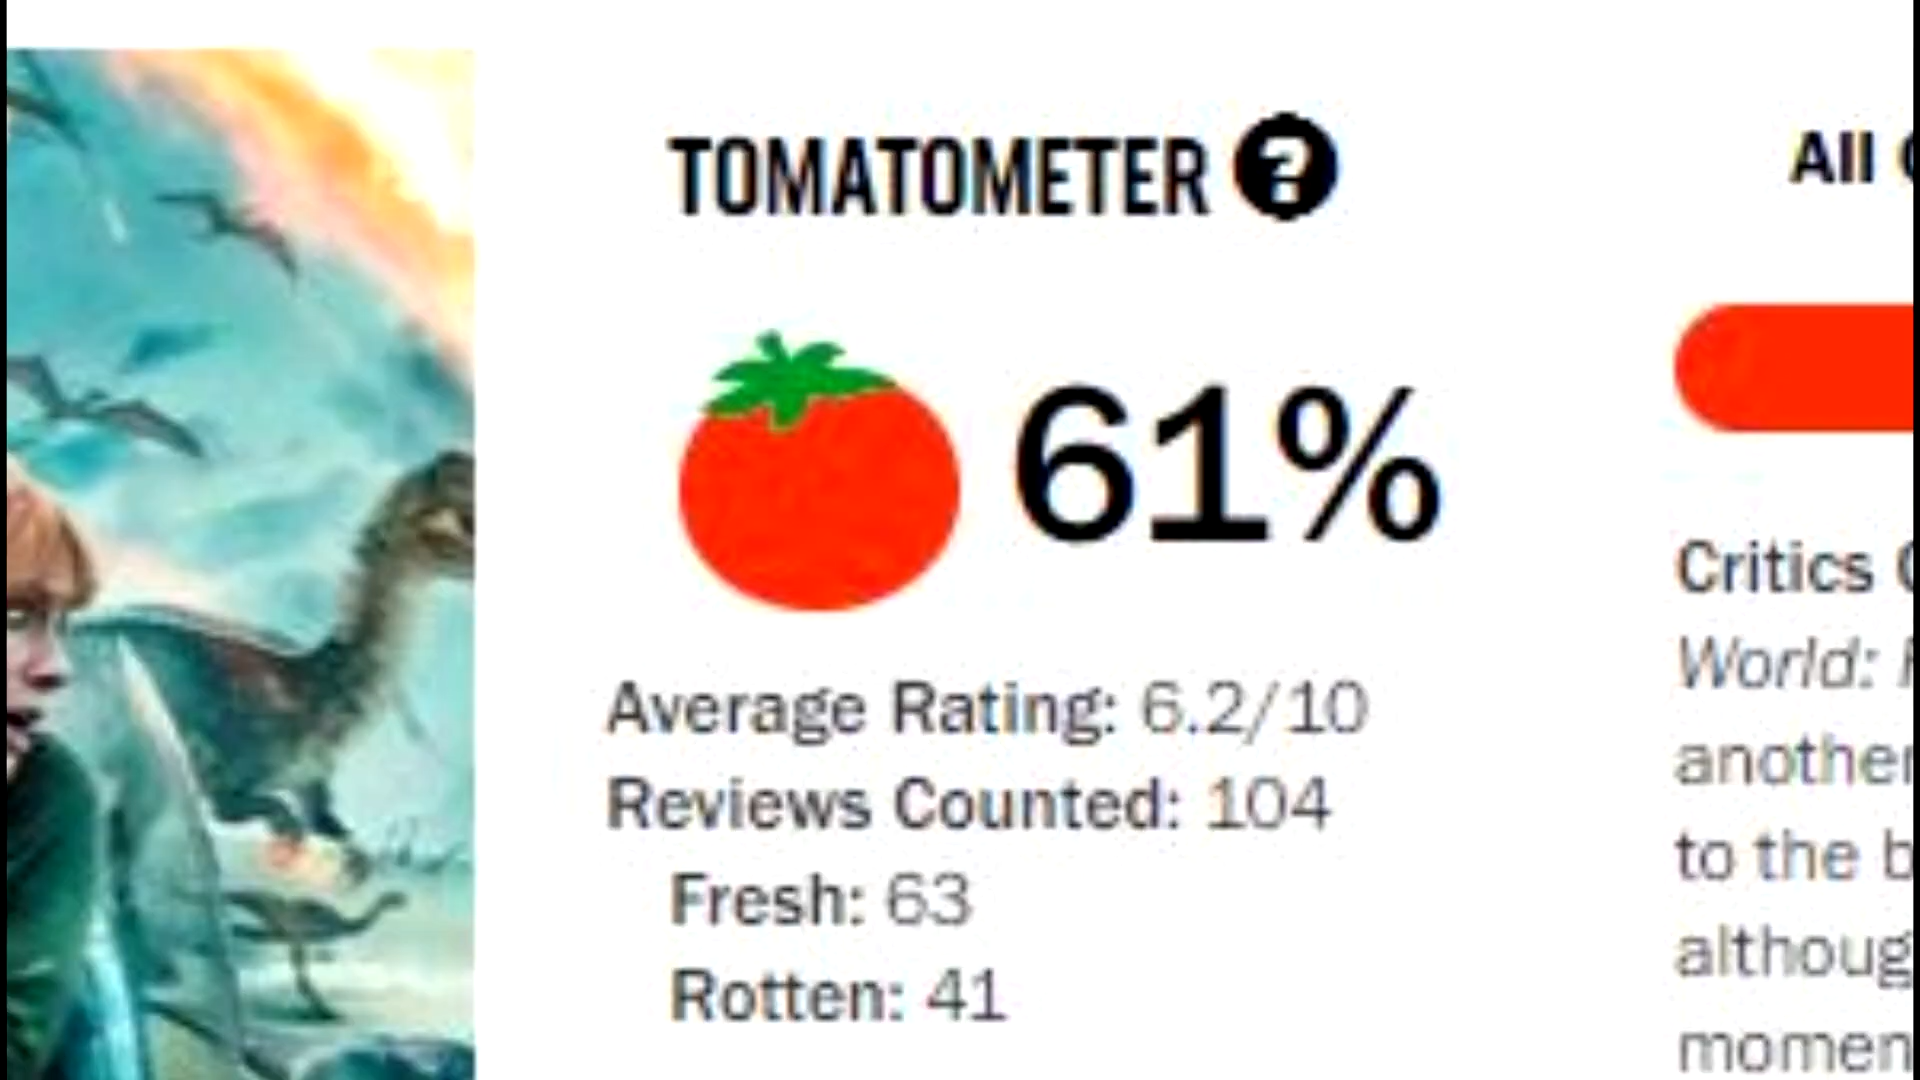 TOMATOMETER ?
All
61%
Average Rating: 6.2/10
Reviews Counted: 104
Fresh: 63
Rotten: 41
Critics
World:
another
to the b
althoug
momen